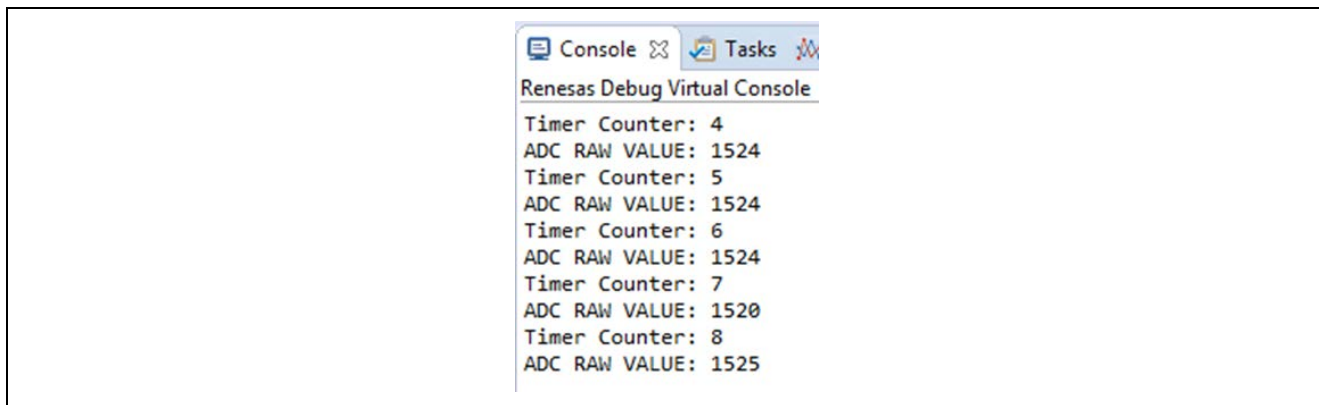 Console Tasks
Renesas Debug Virtual Console
Timer Counter: 4
ADC RAW VALUE: 1524
Timer Counter: 5
ADC RAW VALUE: 1524
Timer Counter: 6
ADC RAW VALUE: 1524
Timer Counter: 7
ADC RAW VALUE: 1520
Timer Counter: 8
ADC RAW VALUE: 1525